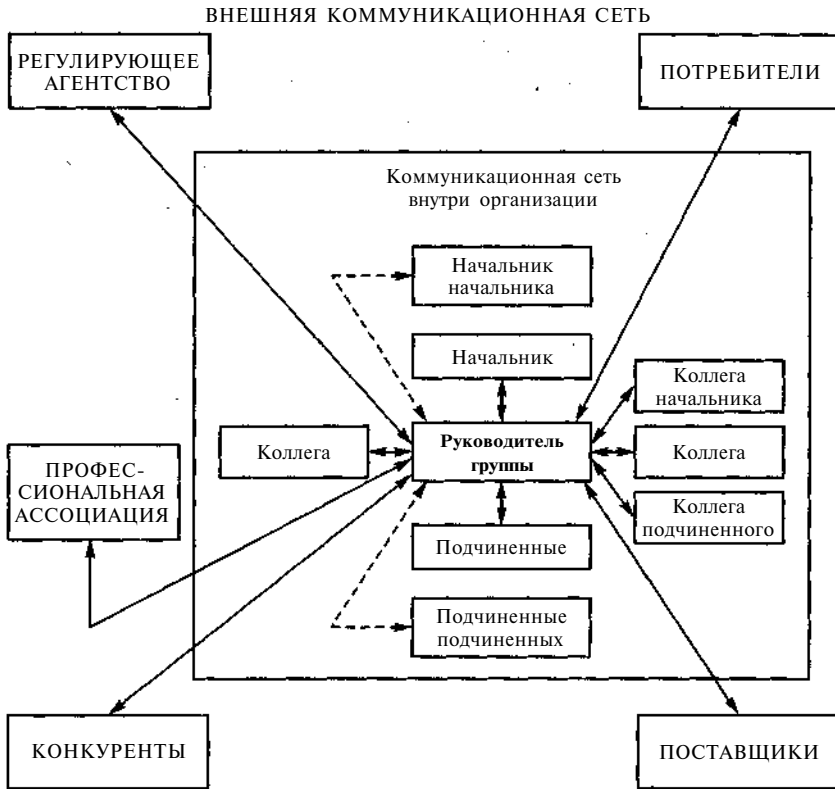 ВНЕШНЯЯ КОММУНИКАЦИОННАЯ СЕТЬ
РЕГУЛИРУЮЩЕЕ
АГЕНТСТВО
ПОТРЕБИТЕЛИ
Коммуникационная сеть
внутри организации
Начальник
начальника
Начальник
Коллега
начальника
Коллега
Руководитель
группы
Коллега
ПРОФЕС-
СИОНАЛЬНАЯ
АССОЦИАЦИЯ
Коллега
подчиненного
Подчиненные
Подчиненные
подчиненных
КОНКУРЕНТЫ
ПОСТАВЩИКИ